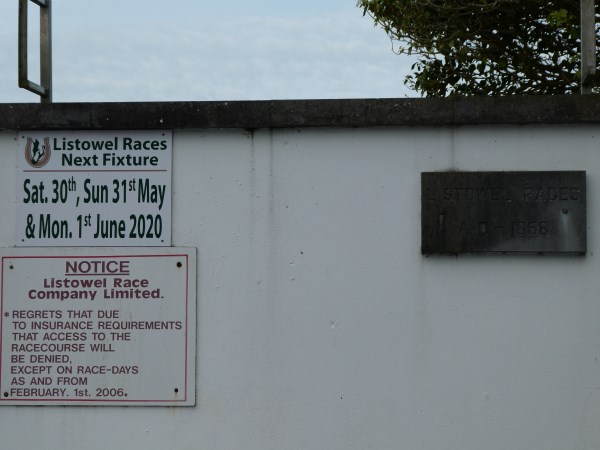 Listowel Races
Next Fixture
Sat. 30th, Sun 31st May
& Mon. 1st June 2020
NOTICE
Listowel Race
Company Limited.
*REGRETS THAT DUE
TO INSURANCE REQUIREMENTS
THAT ACCESS TO THE
RACECOURSE WILL
BE DENIED,
EXCEPT ON RACE-DAYS
AS AND FROM
FEBRUARY. 1st. 2006.
LISTOWEL RACES
A.D - 1858